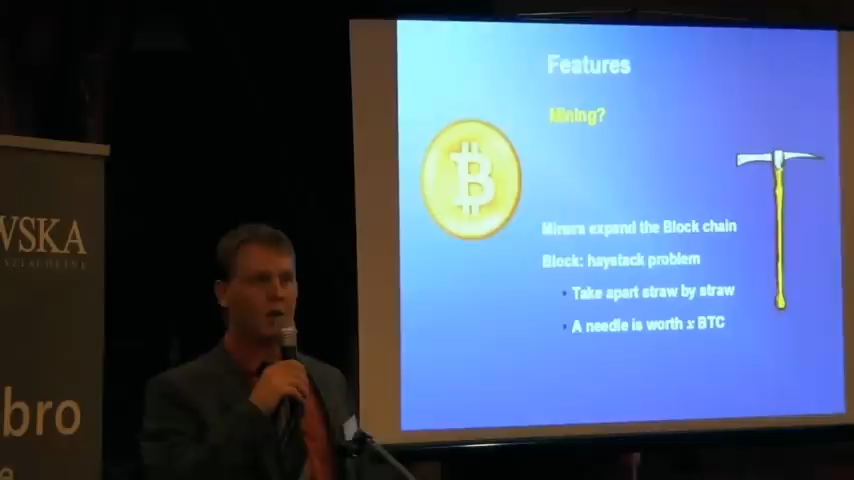 VSKA
bro
e
Features
Mining?
Miners expand the Block chain
Block: haystack problem
• Take apart straw by straw
• A needle is worth x BTC